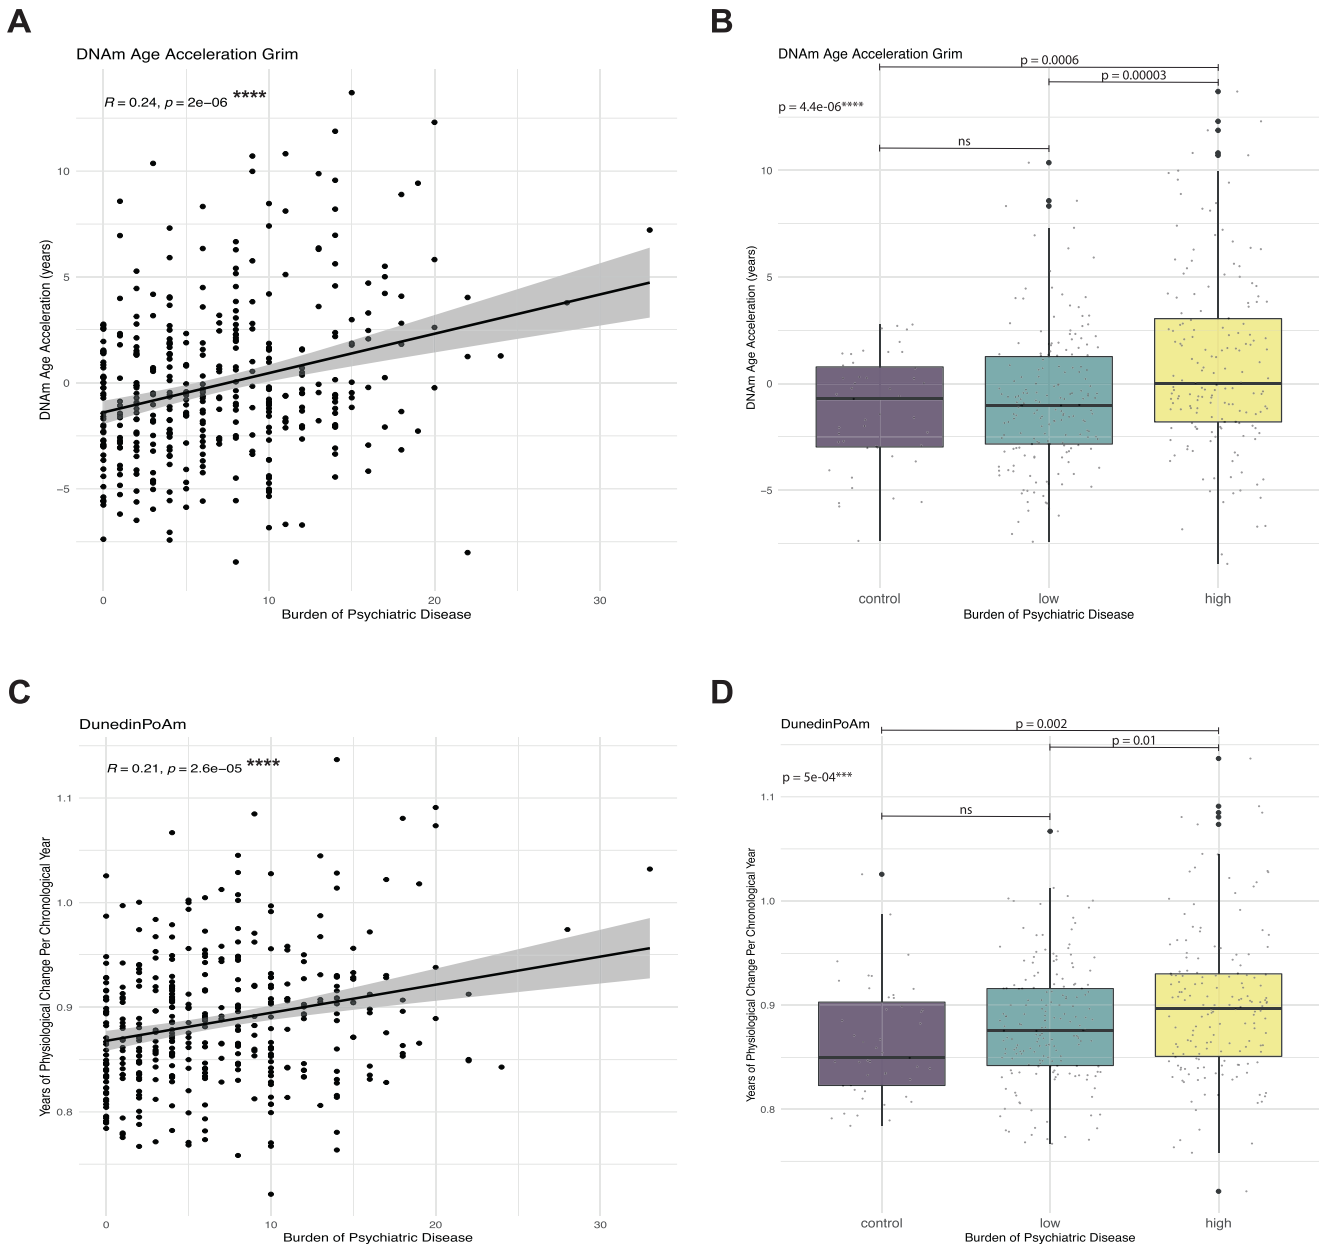 A
DNAm Age Acceleration Grim
R = 0.24, p = 2e−06 ****
DNAm Age Acceleration (years)
10
5
0
−5
0 10 20 30
Burden of Psychiatric Disease
B
DNAm Age Acceleration Grim
p = 0.0006
p = 0.00003
p = 4.4e-06****
ns
DNAm Age Acceleration (years)
10
5
0
−5
control low high
Burden of Psychiatric Disease
C
DunedinPoAm
R = 0.21, p = 2.6e−05 ****
Years of Physiological Change Per Chronological Year
1.1
1.0
0.9
0.8
0 10 20 30
Burden of Psychiatric Disease
D
DunedinPoAm
p = 0.002
p = 0.01
p = 5e-04***
ns
Years of Physiological Change Per Chronological Year
1.1
1.0
0.9
0.8
control low high
Burden of Psychiatric Disease